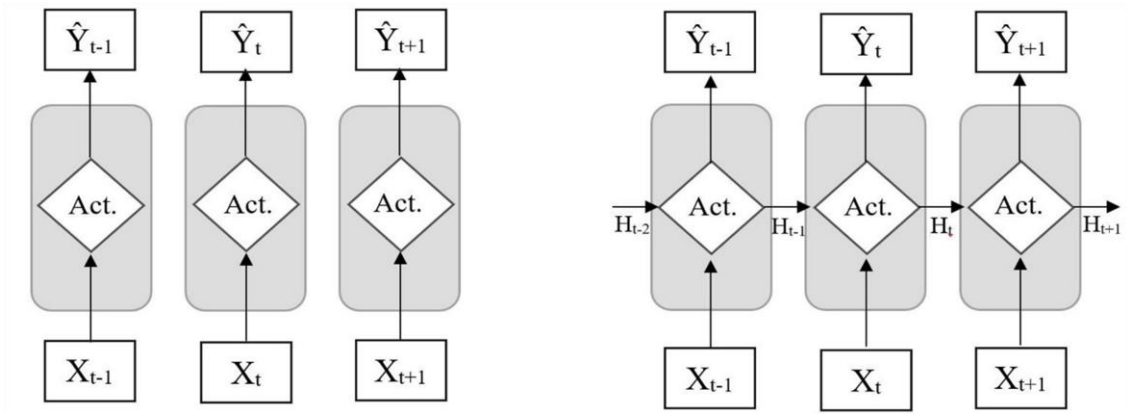 Ŷt-1 Ŷt Ŷt+1 Ŷt-1 Ŷt Ŷt+1
Act. Act. Act. Act. Act. Act.
Ht-2 Ht-1 Ht Ht+1
Xt-1 Xt Xt+1 Xt-1 Xt Xt+1